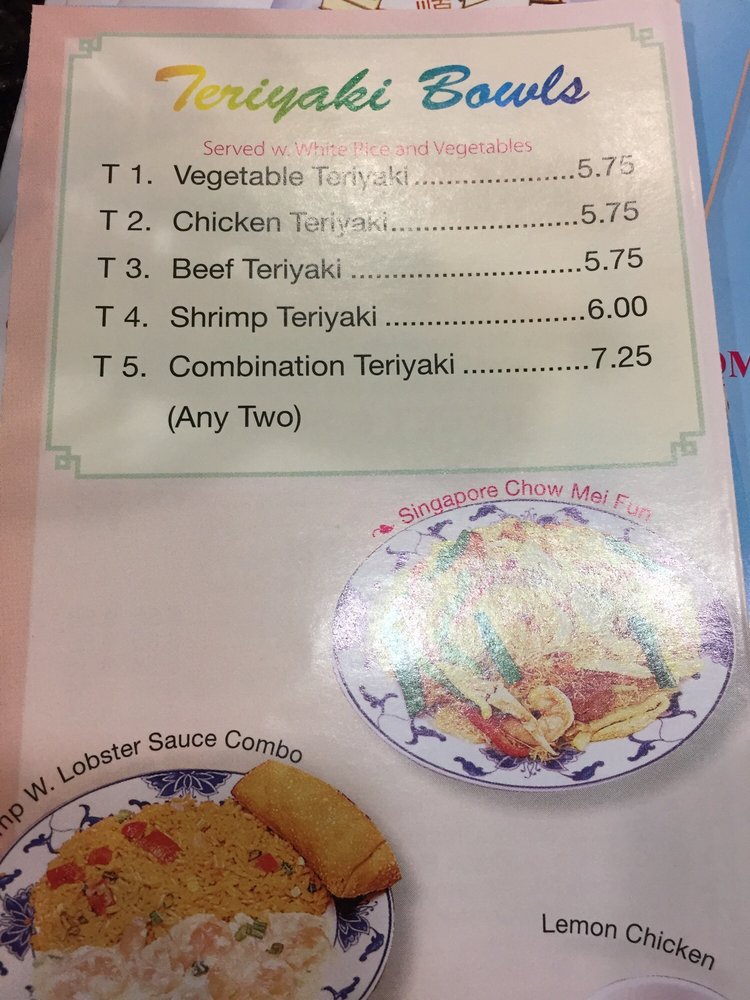 Teriyaki Bowls
Served w. White Rice and Vegetables
T 1. Vegetable Teriyaki....................5.75
T 2. Chicken Teriyaki.......................5.75
T 3. Beef Teriyaki ............................5.75
T 4. Shrimp Teriyaki ........................6.00
T 5. Combination Teriyaki ...............7.25
(Any Two)
Singapore Chow Mei Fun
W. Lobster Sauce Combo
Lemon Chicken